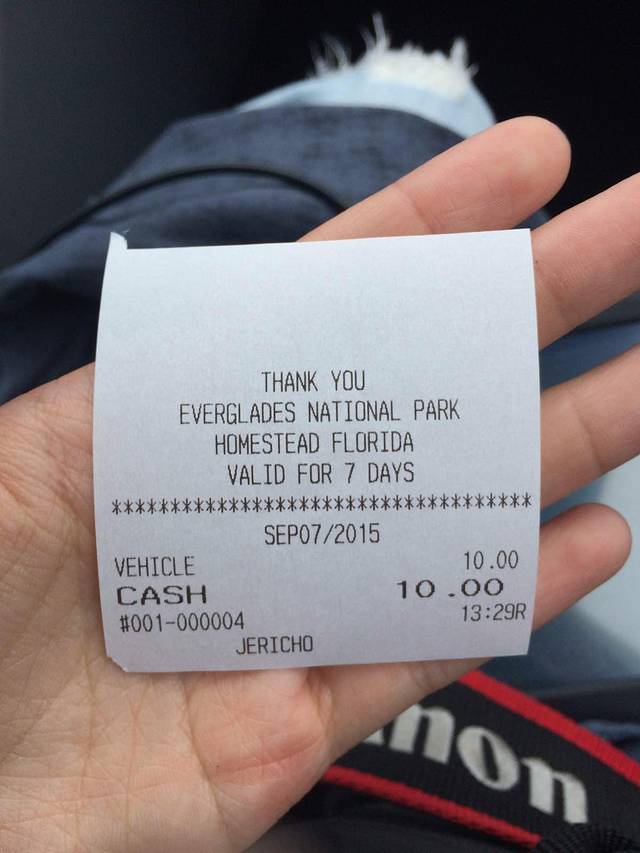 THANK YOU
EVERGLADES NATIONAL PARK
HOMESTEAD FLORIDA
VALID FOR 7 DAYS
************************************
SEP07/2015
VEHICLE 10.00
CASH 10.00
#001-000004 13:29R
JERICHO
non